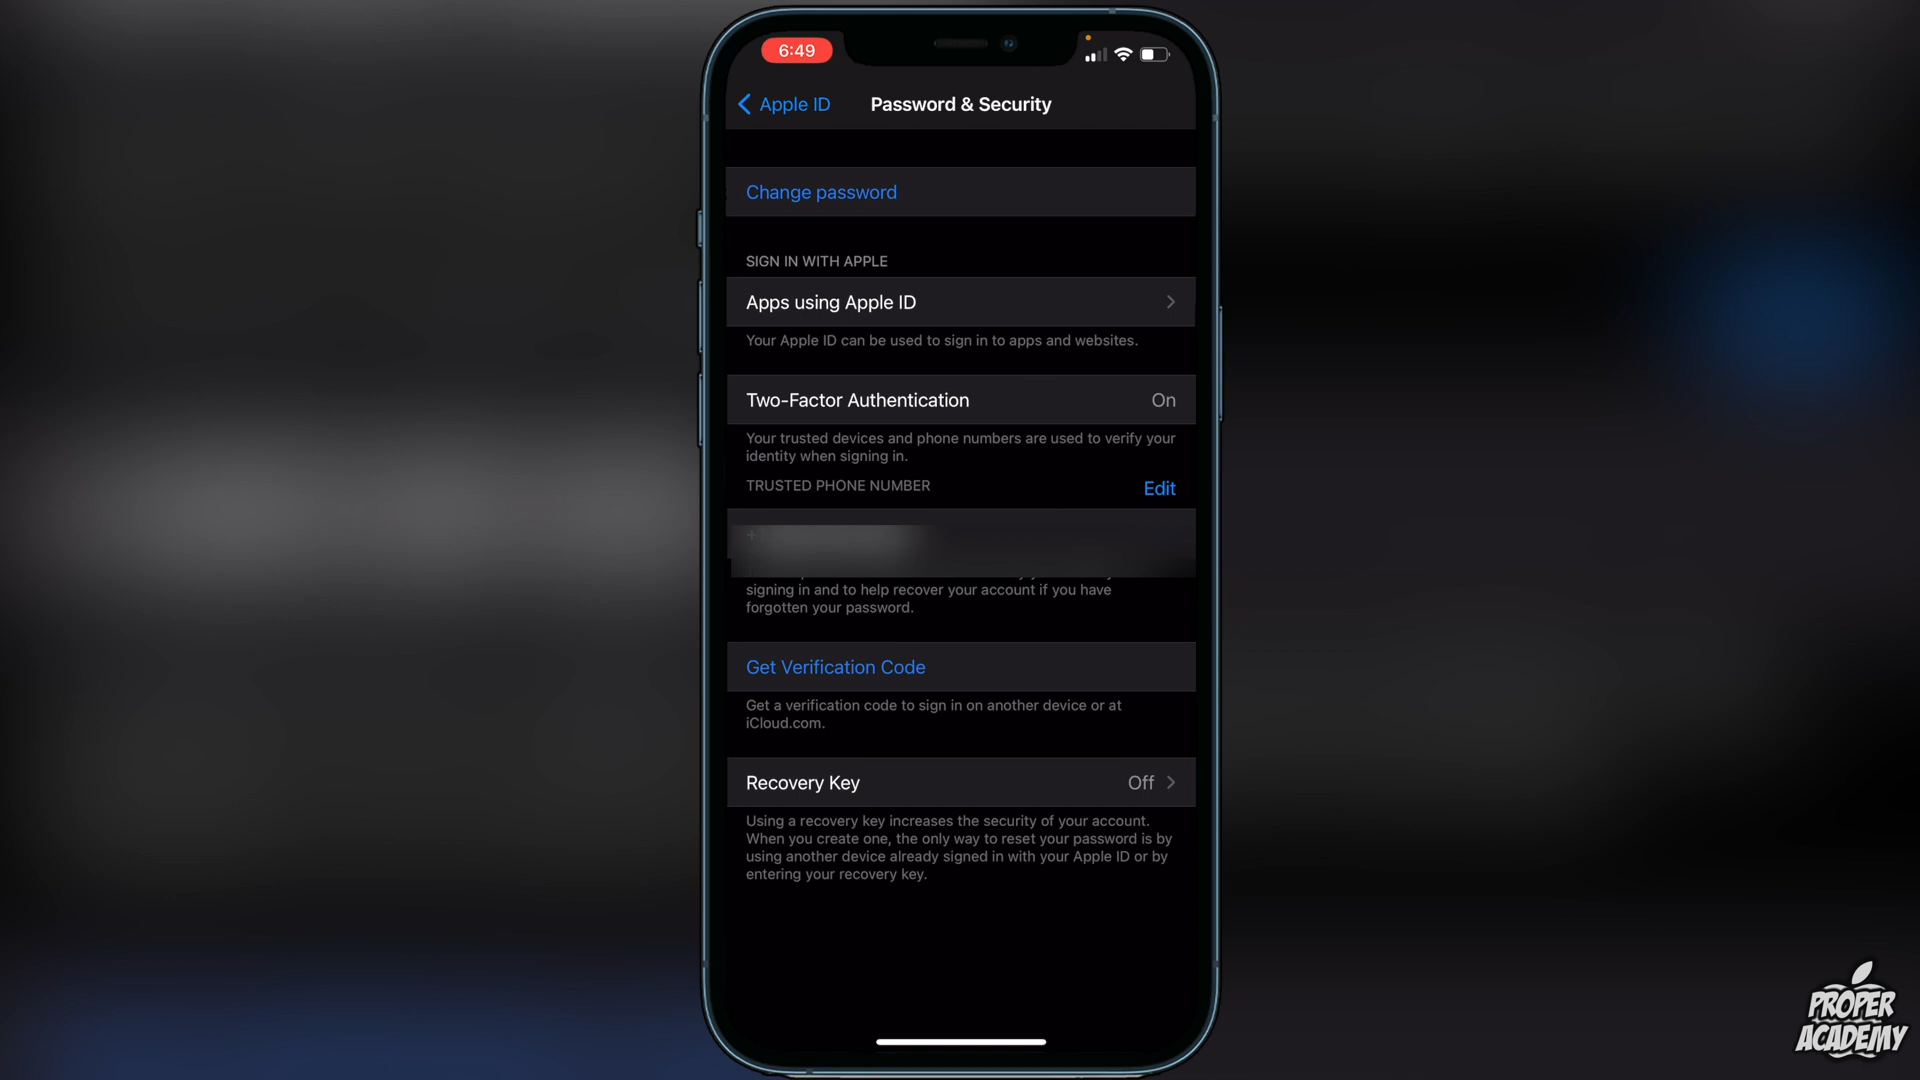 6:49
Apple ID
Password & Security
Change password
SIGN IN WITH APPLE
Apps using Apple ID
Your Apple ID can be used to sign in to apps and websites.
Two-Factor Authentication On
Your trusted devices and phone numbers are used to verify your
identity when signing in.
TRUSTED PHONE NUMBER Edit
+
signing in and to help recover your account if you have
forgotten your password.
Get Verification Code
Get a verification code to sign in on another device or at
iCloud.com.
Recovery Key Off
Using a recovery key increases the security of your account.
When you create one, the only way to reset your password is by
using another device already signed in with your Apple ID or by
entering your recovery key.
PROPER
ACADEMY